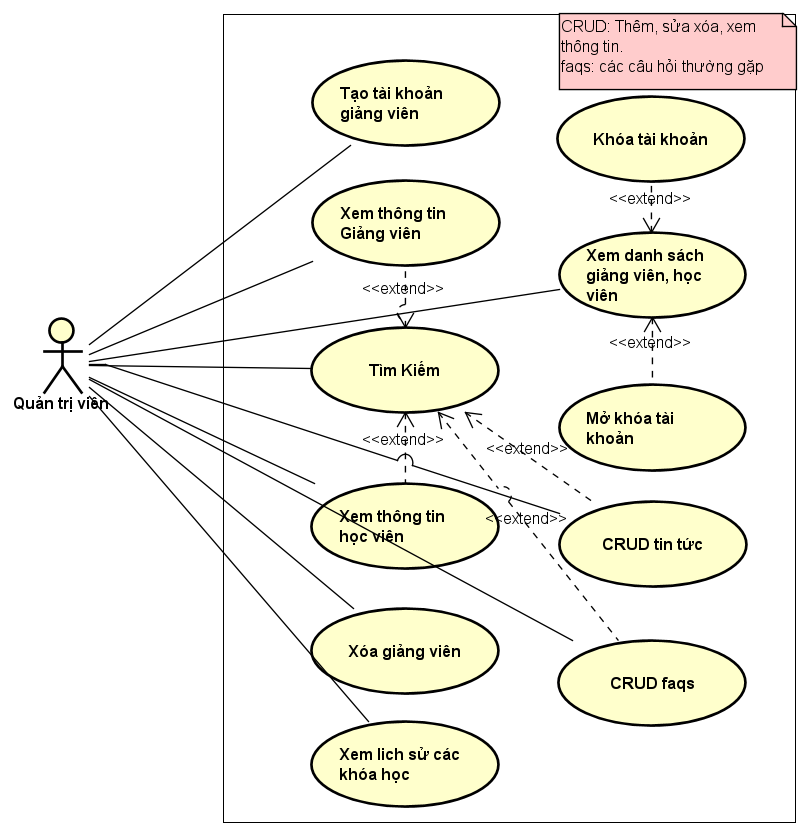 CRUD: Thêm, sửa xóa, xem
thông tin.
faqs: các câu hỏi thường gặp
Tạo tài khoản
giảng viên
Khóa tài khoản
<<extend>>
Xem thông tin
Giảng viên
Xem danh sách
giảng viên, học
viên
<<extend>>
<<extend>>
Tìm Kiếm
Quản trị viên
Mở khóa tài
khoản
<<extend>>
<<extend>>
Xem thông tin
học viên
<<extend>>
CRUD tin tức
Xóa giảng viên
CRUD faqs
Xem lich sử các
khóa học